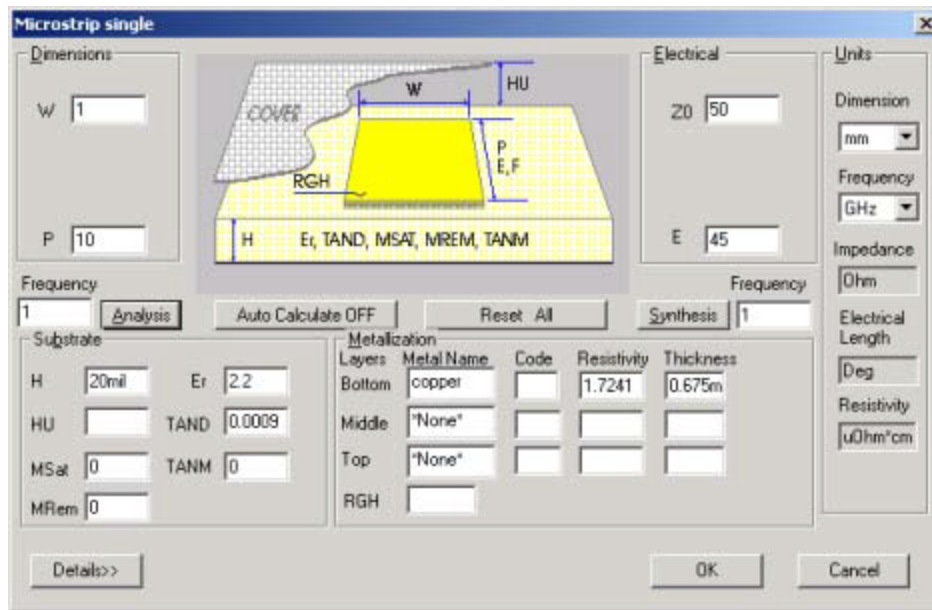 Microstrip single
Dimensions
Electrical
Units
W 1
COVER
W
HU
Z0 50
Dimension
mm
P
E,F
RGH
Frequency
GHz
P 10
H Er, TAND, MSAT, MREM, TANM
E 45
Impedance
Ohm
Frequency
Frequency
1 Analysis Auto Calculate OFF Reset All Synthesis 1
Electrical
Length
Deg
Resistivity
uOhm*cm
Substrate
H 20mil Er 2.2
HU TAND 0.0009
MSat 0 TANM 0
MRem 0
Metallization
Layers Metal Name Code Resistivity Thickness
Bottom copper 1.7241 0.675m
Middle *None*
Top *None*
RGH
Details>> OK Cancel